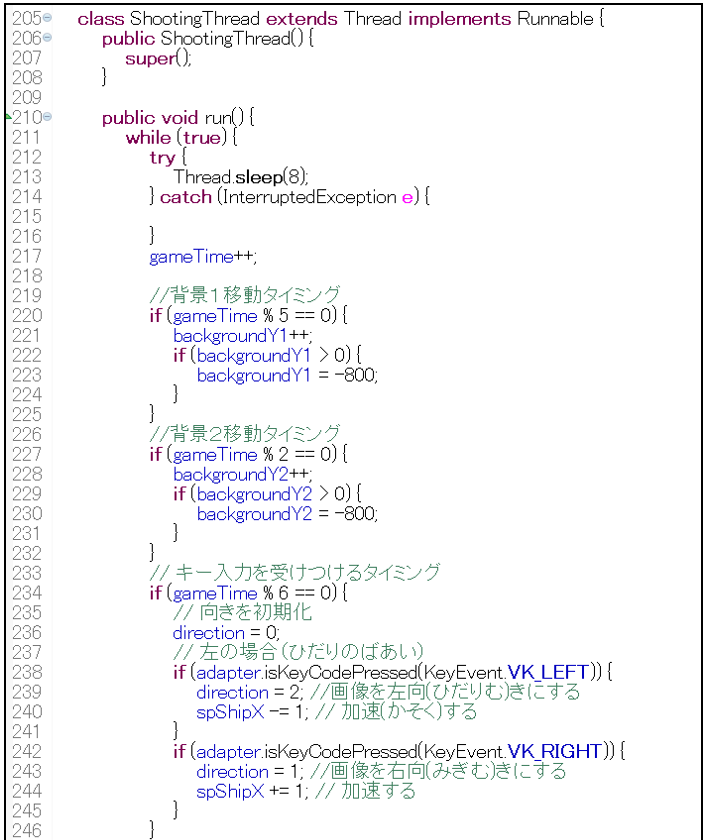 205 class ShootingThread extends Thread implements Runnable {
206 public ShootingThread() {
207 super();
208 }
209
210 public void run() {
211 while (true) {
212 try {
213 Thread.sleep(8);
214 } catch (InterruptedException e) {
215
216 }
217 gameTime++;
218
219 //背景1移動タイミング
220 if (gameTime % 5 == 0) {
221 backgroundY1++;
222 if (backgroundY1 > 0) {
223 backgroundY1 = -800;
224 }
225 }
226 //背景2移動タイミング
227 if (gameTime % 2 == 0) {
228 backgroundY2++;
229 if (backgroundY2 > 0) {
230 backgroundY2 = -800;
231 }
232 }
233 // キー入力を受けつけるタイミング
234 if (gameTime % 6 == 0) {
235 // 向きを初期化
236 direction = 0;
237 // 左の場合(ひだりのばあい)
238 if (adapter.isKeyCodePressed(KeyEvent.VK_LEFT)) {
239 direction = 2; //画像を左向(ひだりむ)きにする
240 spShipX -= 1; // 加速(かそく)する
241 }
242 if (adapter.isKeyCodePressed(KeyEvent.VK_RIGHT)) {
243 direction = 1; //画像を右向(みぎむ)きにする
244 spShipX += 1; // 加速する
245 }
246 }